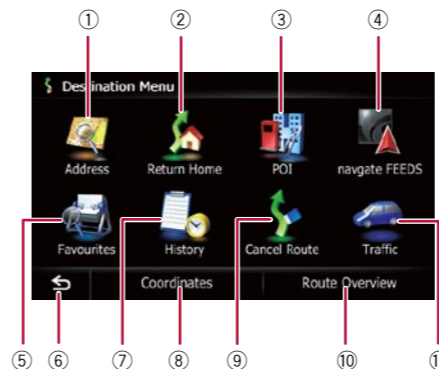 ① ② ③ ④
Destination Menu
Address Return Home POI navgate FEEDS
Favourites History Cancel Route Traffic
Coordinates Route Overview
⑤ ⑥ ⑦ ⑧ ⑨ ⑩